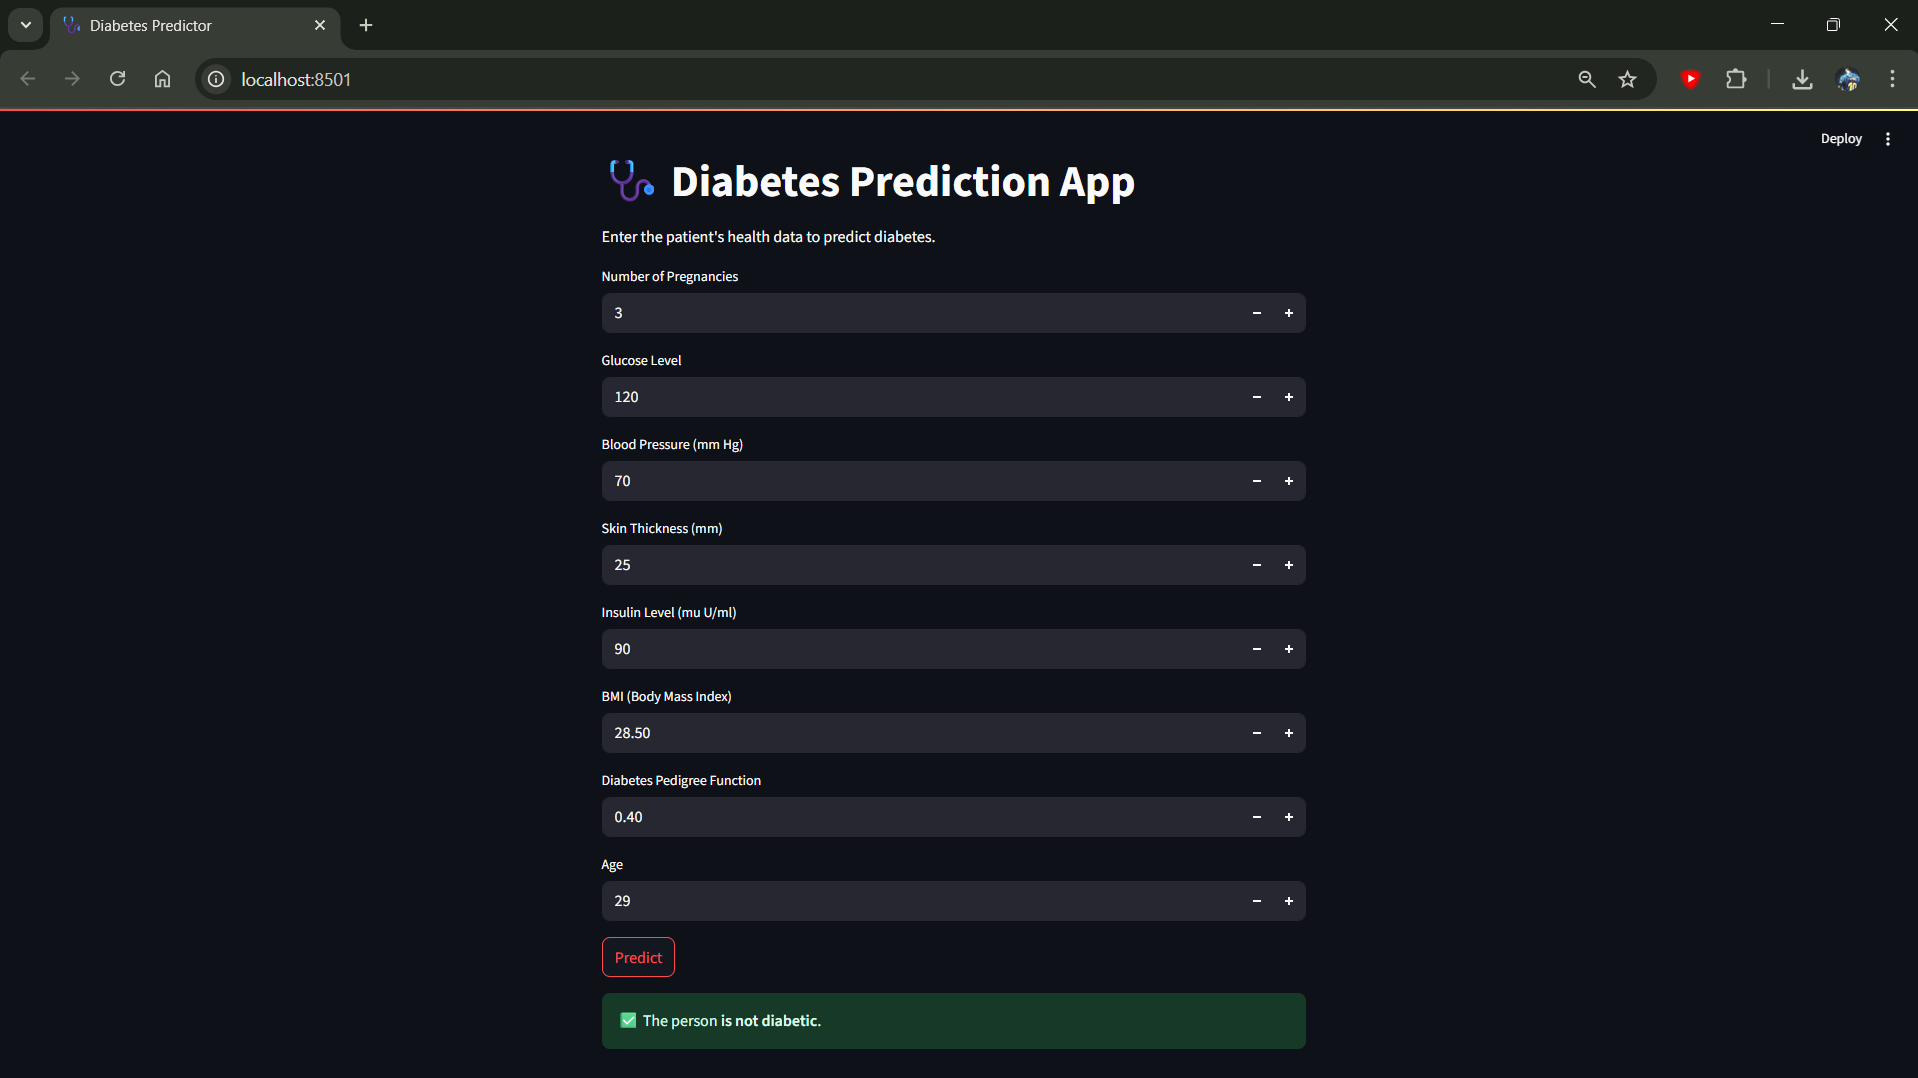 Diabetes Predictor
localhost:8501
Deploy
Diabetes Prediction App
Enter the patient's health data to predict diabetes.
Number of Pregnancies
3
Glucose Level
120
Blood Pressure (mm Hg)
70
Skin Thickness (mm)
25
Insulin Level (mu U/ml)
90
BMI (Body Mass Index)
28.50
Diabetes Pedigree Function
0.40
Age
29
Predict
The person is not diabetic.